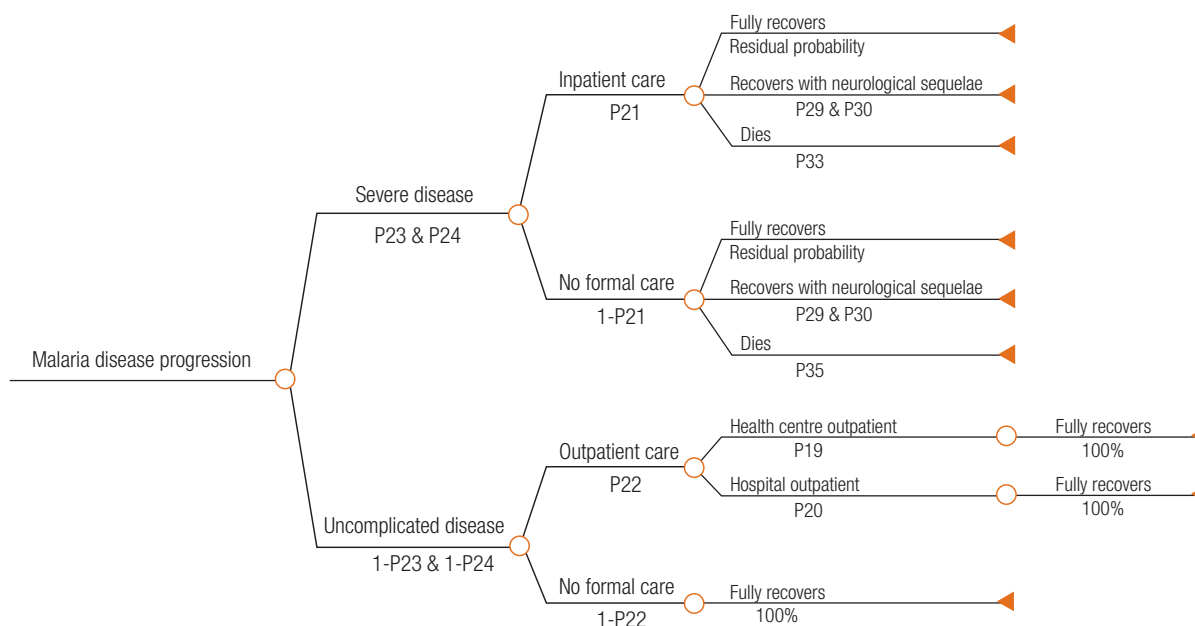 Fully recovers
Residual probability
Inpatient care
P21
Recovers with neurological sequelae
P29 & P30
Dies
P33
Severe disease
P23 & P24
Fully recovers
Residual probability
No formal care
1-P21
Recovers with neurological sequelae
P29 & P30
Dies
P35
Malaria disease progression
Health centre outpatient
P19
Fully recovers
100%
Outpatient care
P22
Hospital outpatient
P20
Fully recovers
100%
Uncomplicated disease
1-P23 & 1-P24
No formal care
1-P22
Fully recovers
100%